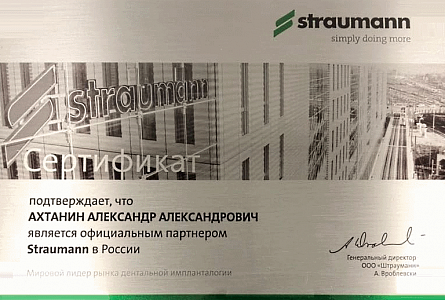 straumann
simply doing more
straumann
Сертификат
подтверждает, что
АХТАНИН АЛЕКСАНДР АЛЕКСАНДРОВИЧ
является официальным партнером
Straumann в России
Генеральный директор
ООО «Штрауманн»
А. Вроблевски
Мировой лидер рынка дентальной импланталогии